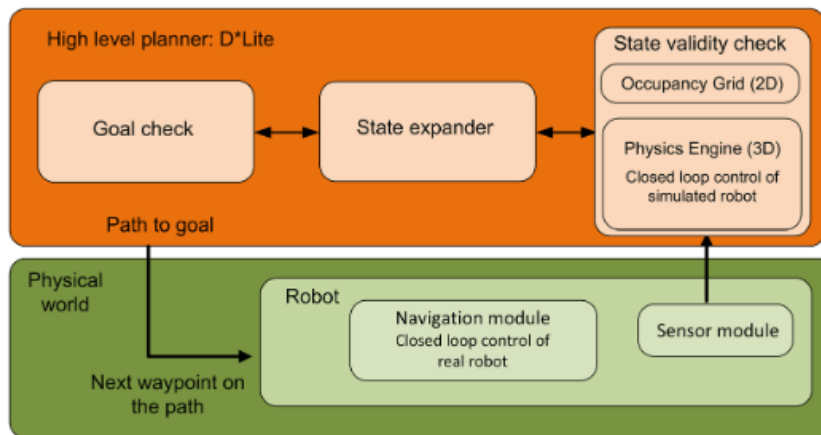 High level planner: D*Lite
State validity check
Occupancy Grid (2D)
Goal check
State expander
Physics Engine (3D)
Closed loop control of
simulated robot
Path to goal
Physical
world
Robot
Navigation module
Closed loop control of
real robot
Sensor module
Next waypoint on
the path